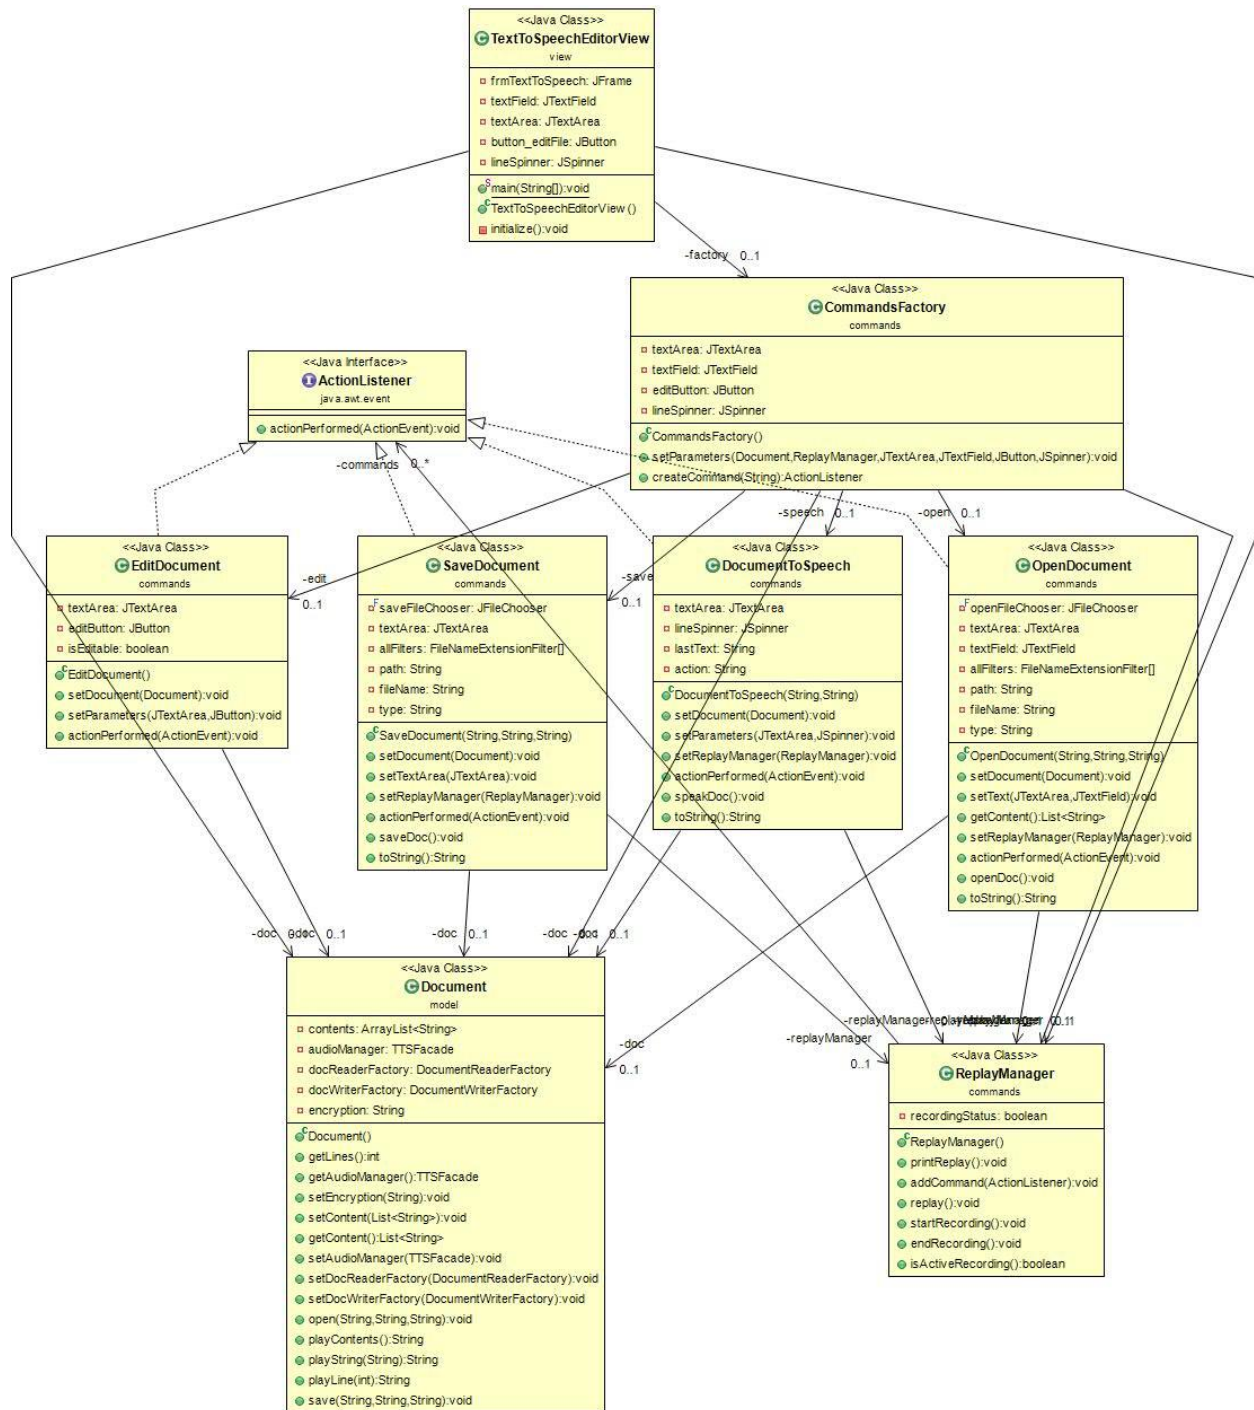 <<Java Class>>
TextToSpeechEditorView
view
frmTextToSpeech: JFrame
textField: JTextField
textArea: JTextArea
button_editFile: JButton
lineSpinner: JSpinner
main(String[]):void
TextToSpeechEditorView()
initialize():void
-factory 0..1
<<Java Class>>
CommandsFactory
commands
textArea: JTextArea
textField: JTextField
editButton: JButton
lineSpinner: JSpinner
CommandsFactory()
setParameters(Document,ReplayManager,JTextArea,JTextField,JButton,JSpinner):void
createCommand(String):ActionListener
<<Java Interface>>
ActionListener
java.awt.event
actionPerformed(ActionEvent):void
-commands 0..*
-speech 0..1
-open 0..1
-edit
0..1
-save
0..1
<<Java Class>>
EditDocument
commands
textArea: JTextArea
editButton: JButton
isEditable: boolean
EditDocument()
setDocument(Document):void
setParameters(JTextArea,JButton):void
actionPerformed(ActionEvent):void
<<Java Class>>
SaveDocument
commands
saveFileChooser: JFileChooser
textArea: JTextArea
allFilters: FileNameExtensionFilter[]
path: String
fileName: String
type: String
SaveDocument(String,String,String)
setDocument(Document):void
setTextArea(JTextArea):void
setReplayManager(ReplayManager):void
actionPerformed(ActionEvent):void
saveDoc():void
toString():String
<<Java Class>>
DocumentToSpeech
commands
textArea: JTextArea
lineSpinner: JSpinner
lastText: String
action: String
DocumentToSpeech(String,String)
setDocument(Document):void
setParameters(JTextArea,JSpinner):void
setReplayManager(ReplayManager):void
actionPerformed(ActionEvent):void
speakDoc():void
toString():String
<<Java Class>>
OpenDocument
commands
openFileChooser: JFileChooser
textArea: JTextArea
textField: JTextField
allFilters: FileNameExtensionFilter[]
path: String
fileName: String
type: String
OpenDocument(String,String,String)
setDocument(Document):void
setText(JTextArea,JTextField):void
getContent():List<String>
setReplayManager(ReplayManager):void
actionPerformed(ActionEvent):void
openDoc():void
toString():String
-doc 0..1
-doc 0..1
-doc 0..1
-doc
0..1
-replayManager
0..1
<<Java Class>>
Document
model
contents: ArrayList<String>
audioManager: TTSFacade
docReaderFactory: DocumentReaderFactory
docWriterFactory: DocumentWriterFactory
encryption: String
Document()
getLines():int
getAudioManager():TTSFacade
setEncryption(String):void
setContent(List<String>):void
getContent():List<String>
setAudioManager(TTSFacade):void
setDocReaderFactory(DocumentReaderFactory):void
setDocWriterFactory(DocumentWriterFactory):void
open(String,String,String):void
playContents():String
playString(String):String
playLine(int):String
save(String,String,String):void
-replayManager
<<Java Class>>
ReplayManager
commands
recordingStatus: boolean
ReplayManager()
printReplay():void
addCommand(ActionListener):void
replay():void
startRecording():void
endRecording():void
isActiveRecording():boolean